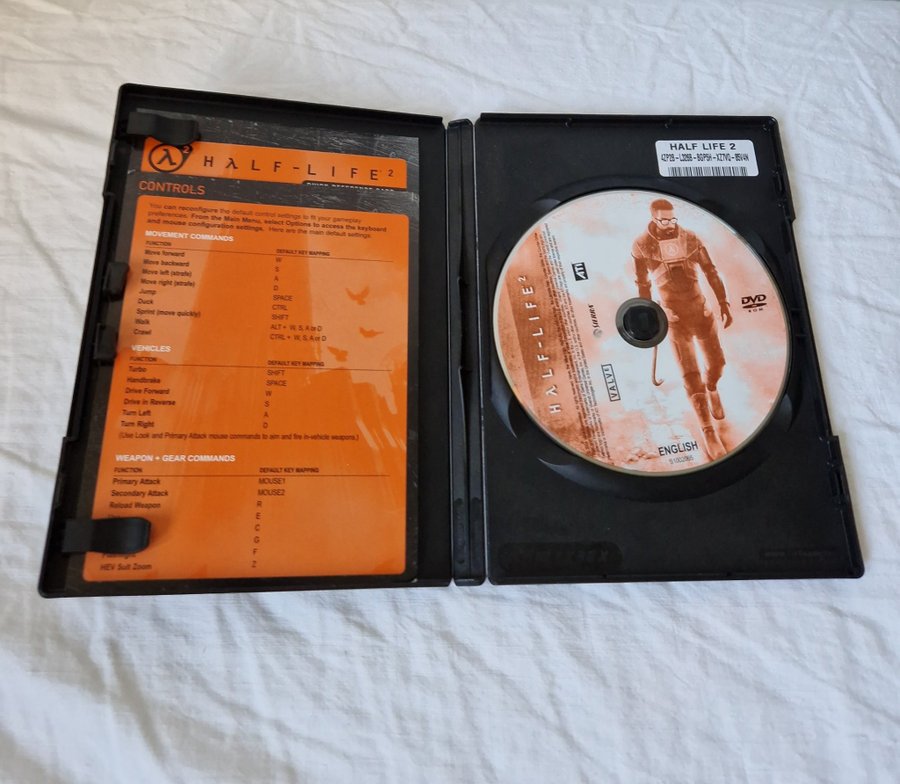 HALF-LIFE 2
QUICK REFERENCE CARD
CONTROLS
You can reconfigure the default control settings to fit your gameplay
preferences. From the Main Menu, select Options to access the keyboard
and mouse configuration settings. Here are the main default settings.
MOVEMENT COMMANDS
FUNCTION DEFAULT KEY MAPPING
Move forward W
Move backward S
Move left (strafe) A
Move right (strafe) D
Jump SPACE
Duck CTRL
Sprint (move quickly) SHIFT
Walk ALT + W, S, A or D
Crawl CTRL + W, S, A or D
VEHICLES
FUNCTION DEFAULT KEY MAPPING
Turbo SHIFT
Handbrake SPACE
Drive Forward W
Drive in Reverse S
Turn Left A
Turn Right D
(Use Look and Primary Attack mouse commands to aim and fire in-vehicle weapons.)
WEAPON + GEAR COMMANDS
FUNCTION DEFAULT KEY MAPPING
Primary Attack MOUSE1
Secondary Attack MOUSE2
Reload Weapon R
E
C
G
Flashlight F
HEV Suit Zoom Z
HALF LIFE 2
HALF-LIFE 2
ATI
SIERRA
VALVE
DVD
ROM
ENGLISH